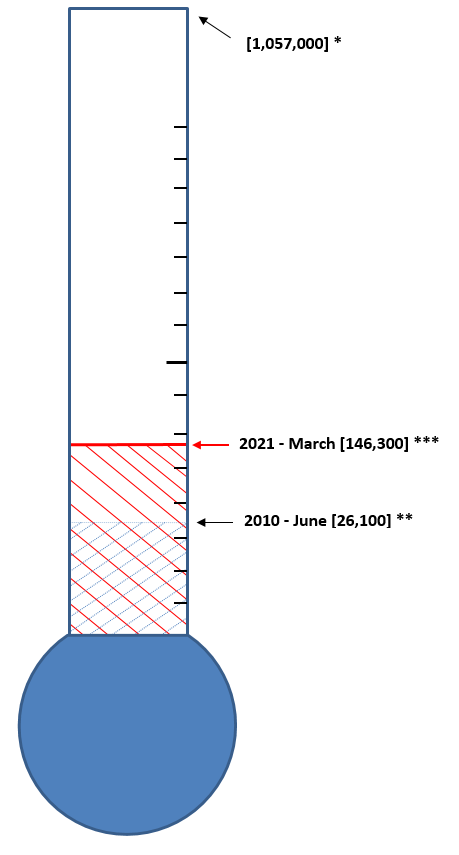 [1,057,000] *
2021 - March [146,300] ***
2010 - June [26,100] **